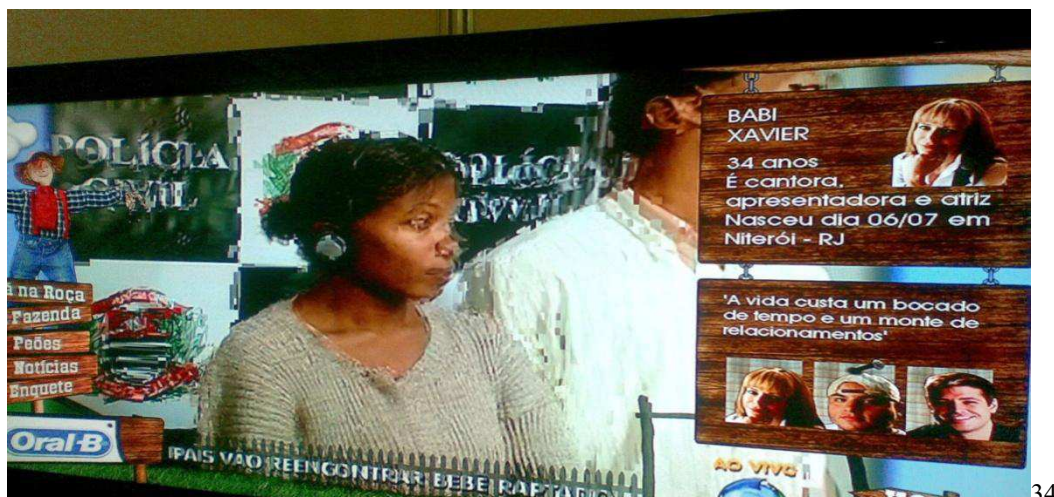 POLÍCIA
CIVIL
á na Roça
Fazenda
Peões
Notícias
Enquete
Oral-B
PAIS VÃO REENCONTRAR BEBÊ RAPTADO
BABI
XAVIER
34 anos
É cantora,
apresentadora e atriz
Nasceu dia 06/07 em
Niterói - RJ
'A vida custa um bocado
de tempo e um monte de
relacionamentos'
AO VIVO
34